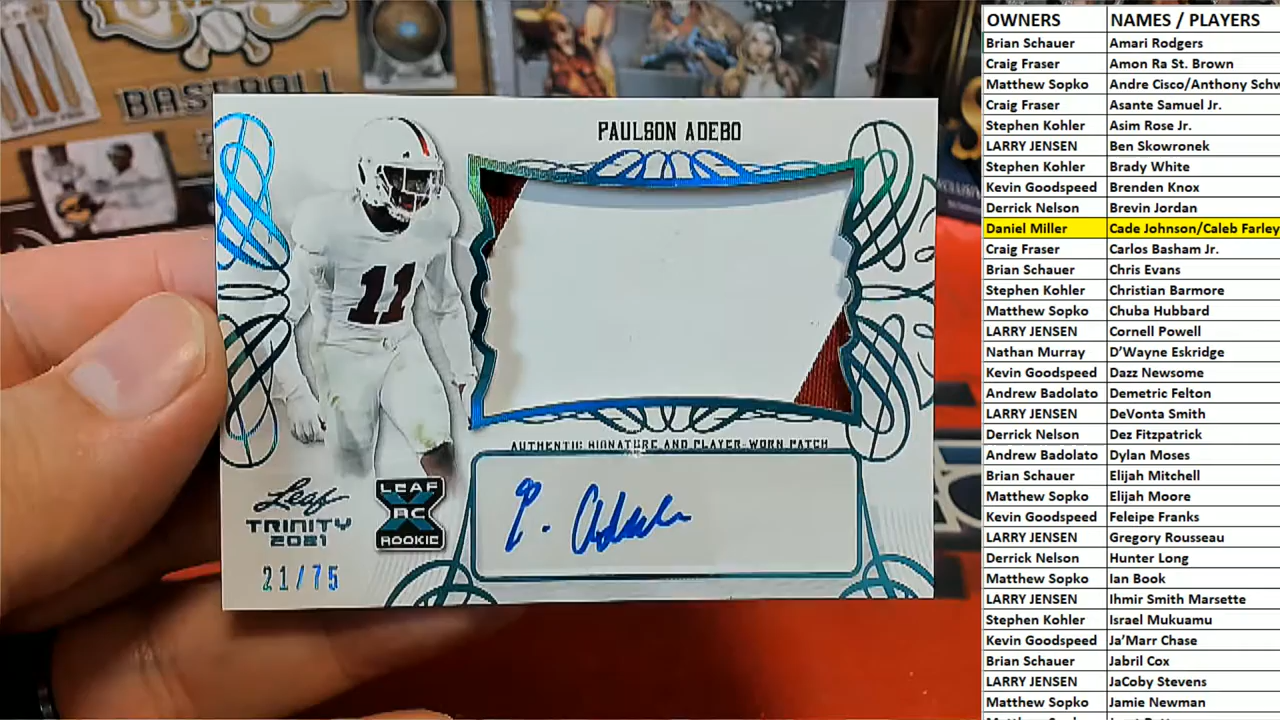 BASEBALL
PAULSON ADEBO
11
AUTHENTIC SIGNATURE AND PLAYER-WORN PATCH
P. Adebo
Leaf
TRINITY
2021
LEAF
RC
ROOKIE
21/75
OWNERS NAMES / PLAYERS
Brian Schauer Amari Rodgers
Craig Fraser Amon Ra St. Brown
Matthew Sopko Andre Cisco/Anthony Schw
Craig Fraser Asante Samuel Jr.
Stephen Kohler Asim Rose Jr.
LARRY JENSEN Ben Skowronek
Stephen Kohler Brady White
Kevin Goodspeed Brenden Knox
Derrick Nelson Brevin Jordan
Daniel Miller Cade Johnson/Caleb Farley
Craig Fraser Carlos Basham Jr.
Brian Schauer Chris Evans
Stephen Kohler Christian Barmore
Matthew Sopko Chuba Hubbard
LARRY JENSEN Cornell Powell
Nathan Murray D'Wayne Eskridge
Kevin Goodspeed Dazz Newsome
Andrew Badolato Demetric Felton
LARRY JENSEN DeVonta Smith
Derrick Nelson Dez Fitzpatrick
Andrew Badolato Dylan Moses
Brian Schauer Elijah Mitchell
Matthew Sopko Elijah Moore
Kevin Goodspeed Feleipe Franks
LARRY JENSEN Gregory Rousseau
Derrick Nelson Hunter Long
Matthew Sopko Ian Book
LARRY JENSEN Ihmir Smith Marsette
Stephen Kohler Israel Mukuamu
Kevin Goodspeed Ja'Marr Chase
Brian Schauer Jabril Cox
LARRY JENSEN JaCoby Stevens
Matthew Sopko Jamie Newman